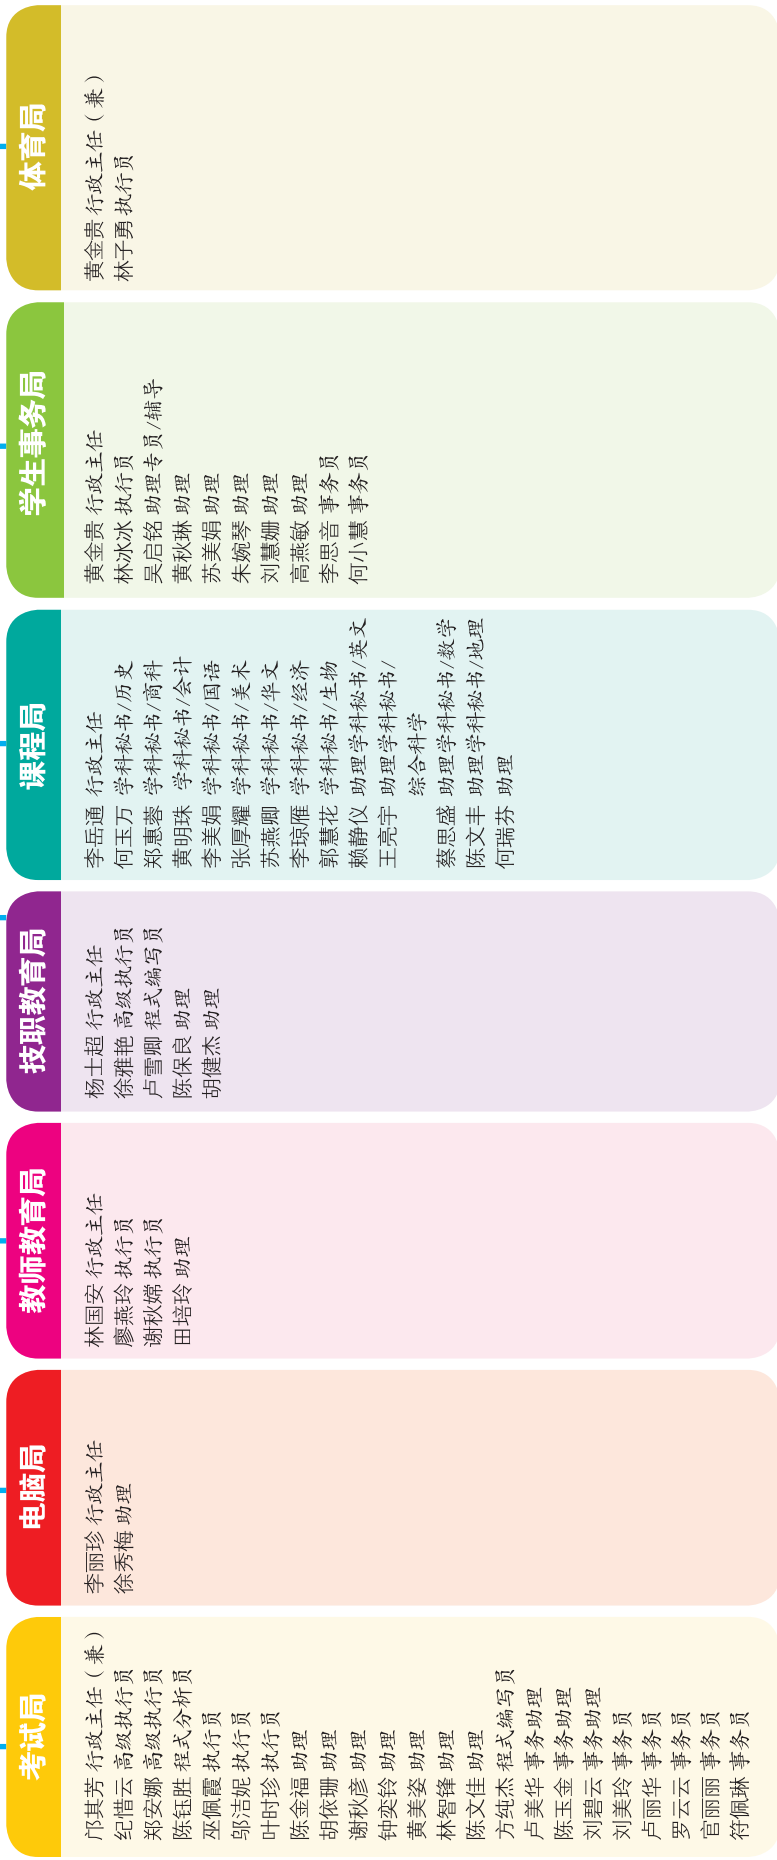 考试局
邝其芳 行政主任（兼）
纪惜云 高级执行员
郑安娜 高级执行员
陈钰胜 程式分析员
巫佩霞 执行员
邬洁妮 执行员
叶时珍 执行员
陈金福 助理
胡依珊 助理
谢秋彦 助理
钟奕铃 助理
黄美姿 助理
林智锋 助理
陈文佳 助理
方纯杰 程式编写员
卢美华 事务助理
陈玉金 事务助理
刘碧云 事务助理
刘美玲 事务员
卢丽华 事务员
罗云云 事务员
官丽丽 事务员
符佩琳 事务员
电脑局
李丽珍 行政主任
徐秀梅 助理
教师教育局
林国安 行政主任
廖燕玲 执行员
谢秋嫦 执行员
田培玲 助理
技职教育局
杨士超 行政主任
徐雅艳 高级执行员
卢雪卿 程式编写员
陈保良 助理
胡健杰 助理
课程局
李岳通 行政主任
何玉万 学科秘书/历史
郑惠蓉 学科秘书/商科
黄明珠 学科秘书/会计
李美娟 学科秘书/国语
张厚耀 学科秘书/美术
苏燕卿 学科秘书/华文
李琼雁 学科秘书/经济
郭慧花 学科秘书/生物
赖静仪 助理学科秘书/英文
王亮宇 助理学科秘书/
综合科学
蔡思盛 助理学科秘书/数学
陈文丰 助理学科秘书/地理
何瑞芬 助理
学生事务局
黄金贵 行政主任
林冰冰 执行员
吴启铭 助理专员/辅导
黄秋琳 助理
苏美娟 助理
朱婉琴 助理
刘慧姗 助理
高燕敏 助理
李思音 事务员
何小慧 事务员
体育局
黄金贵 行政主任（兼）
林子勇 执行员